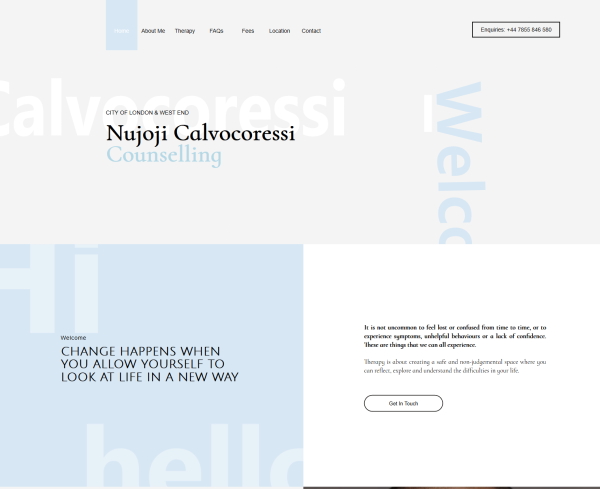 About Me Therapy FAQs Fees Location Contact
Enquiries: +44 7855 846 580
Calvocoressi
Welco
CITY OF LONDON & WEST END
Nujoji Calvocoressi
Counselling
Hi
Welcome
CHANGE HAPPENS WHEN
YOU ALLOW YOURSELF TO
LOOK AT LIFE IN A NEW WAY
hello
It is not uncommon to feel lost or confused from time to time, or to
experience symptoms, unhelpful behaviours or a lack of confidence.
These are things that we can all experience.
Therapy is about creating a safe and non-judgemental space where you
can reflect, explore and understand the difficulties in your life.
Get In Touch